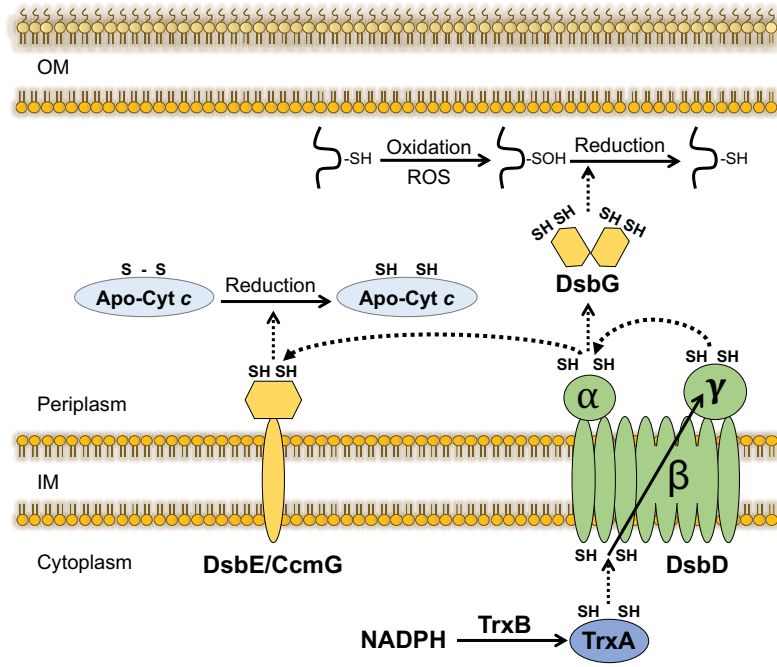 OM
Oxidation
Reduction
-SH
-SOH
-SH
ROS
SH SH
SH SH
DsbG
S - S
SH SH
Reduction
Apo-Cyt c
Apo-Cyt c
SH SH
SH SH
SH SH
Periplasm
α
γ
IM
β
Cytoplasm
SH SH
DsbE/CcmG
DsbD
SH SH
NADPH
TrxB
TrxA